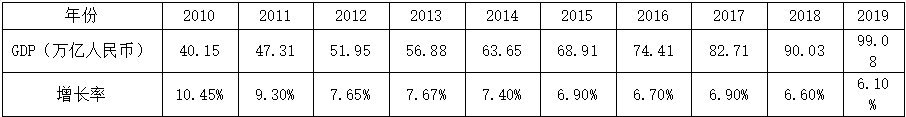 年份 2010 2011 2012 2013 2014 2015 2016 2017 2018 2019
GDP（万亿人民币） 40.15 47.31 51.95 56.88 63.65 68.91 74.41 82.71 90.03 99.08
增长率 10.45% 9.30% 7.65% 7.67% 7.40% 6.90% 6.70% 6.90% 6.60% 6.10%